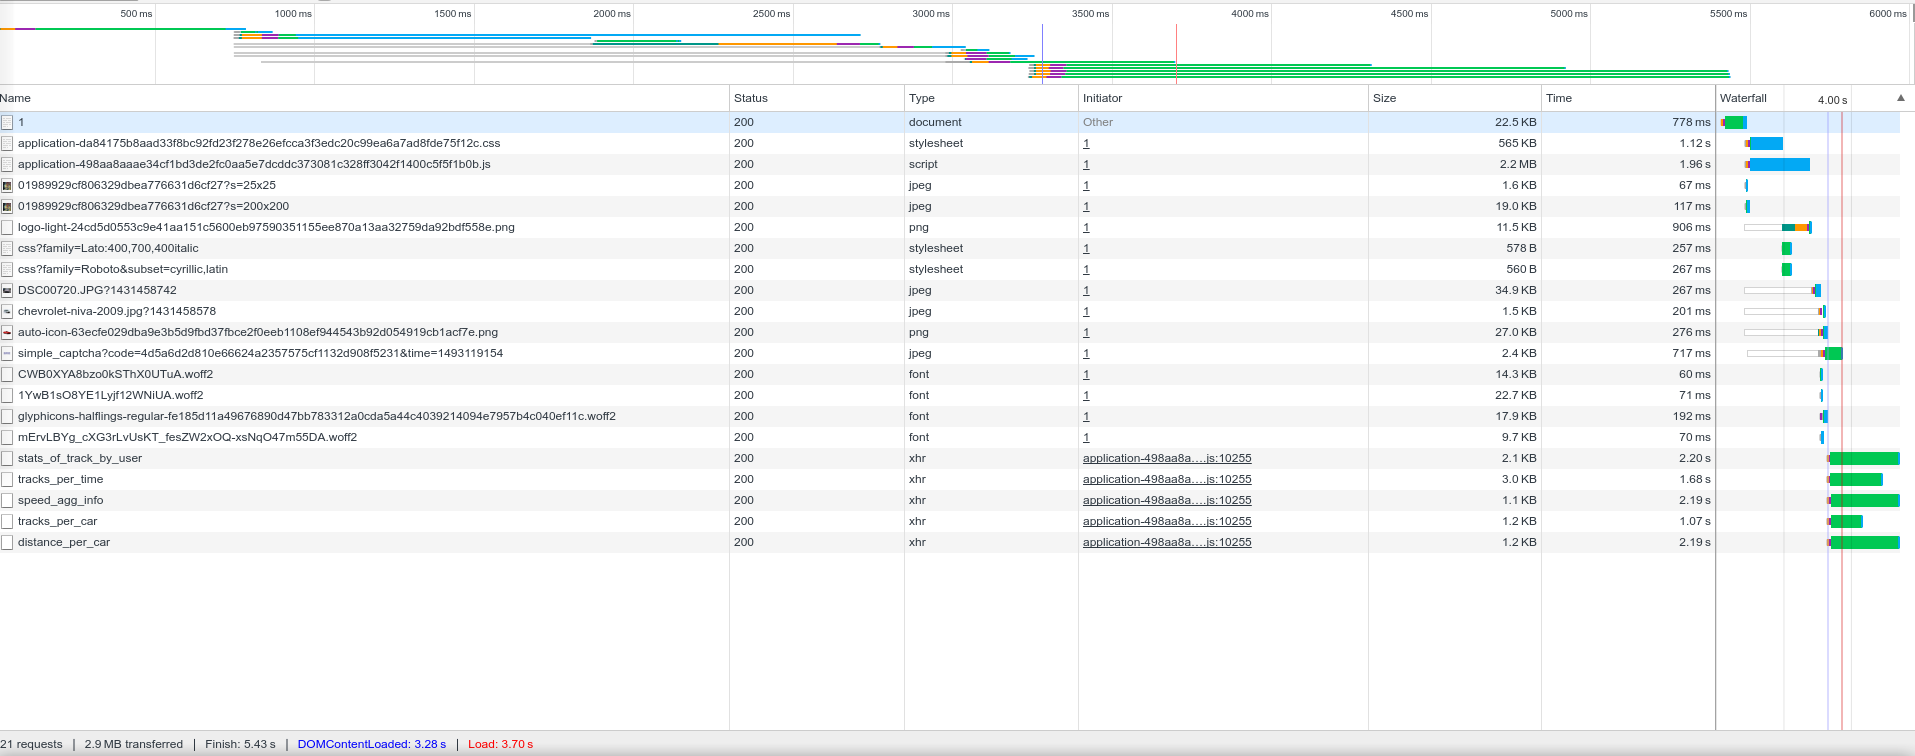 500 ms 1000 ms 1500 ms 2000 ms 2500 ms 3000 ms 3500 ms 4000 ms 4500 ms 5000 ms 5500 ms 6000 ms
Name Status Type Initiator Size Time Waterfall 4.00 s ▲
1 200 document Other 22.5 KB 778 ms
application-da84175b8aad33f8bc92fd23f278e26efcca3f3edc20c99ea6a7ad8fde75f12c.css 200 stylesheet 1 565 KB 1.12 s
application-498aa8aaae34cf1bd3de2fc0aa5e7dcddc373081c328ff3042f1400c5f5f1b0b.js 200 script 1 2.2 MB 1.96 s
01989929cf806329dbea776631d6cf27?s=25x25 200 jpeg 1 1.6 KB 67 ms
01989929cf806329dbea776631d6cf27?s=200x200 200 jpeg 1 19.0 KB 117 ms
logo-light-24cd5d0553c9e41aa151c5600eb97590351155ee870a13aa32759da92bdf558e.png 200 png 1 11.5 KB 906 ms
css?family=Lato:400,700,400italic 200 stylesheet 1 578 B 257 ms
css?family=Roboto&subset=cyrillic,latin 200 stylesheet 1 560 B 267 ms
DSC00720.JPG?1431458742 200 jpeg 1 34.9 KB 267 ms
chevrolet-niva-2009.jpg?1431458578 200 jpeg 1 1.5 KB 201 ms
auto-icon-63ecfe029dba9e3b5d9fbd37fbce2f0eeb1108ef944543b92d054919cb1acf7e.png 200 png 1 27.0 KB 276 ms
simple_captcha?code=4d5a6d2d810e66624a2357575cf1132d908f5231&time=1493119154 200 jpeg 1 2.4 KB 717 ms
CWB0XYA8bzo0kSThX0UTuA.woff2 200 font 1 14.3 KB 60 ms
1YwB1sO8YE1Lyjf12WNiUA.woff2 200 font 1 22.7 KB 71 ms
glyphicons-halflings-regular-fe185d11a49676890d47bb783312a0cda5a44c4039214094e7957b4c040ef11c.woff2 200 font 1 17.9 KB 192 ms
mErvLBYg_cXG3rLvUsKT_fesZW2xOQ-xsNqO47m55DA.woff2 200 font 1 9.7 KB 70 ms
stats_of_track_by_user 200 xhr application-498aa8a….js:10255 2.1 KB 2.20 s
tracks_per_time 200 xhr application-498aa8a….js:10255 3.0 KB 1.68 s
speed_agg_info 200 xhr application-498aa8a….js:10255 1.1 KB 2.19 s
tracks_per_car 200 xhr application-498aa8a….js:10255 1.2 KB 1.07 s
distance_per_car 200 xhr application-498aa8a….js:10255 1.2 KB 2.19 s
21 requests | 2.9 MB transferred | Finish: 5.43 s | DOMContentLoaded: 3.28 s | Load: 3.70 s